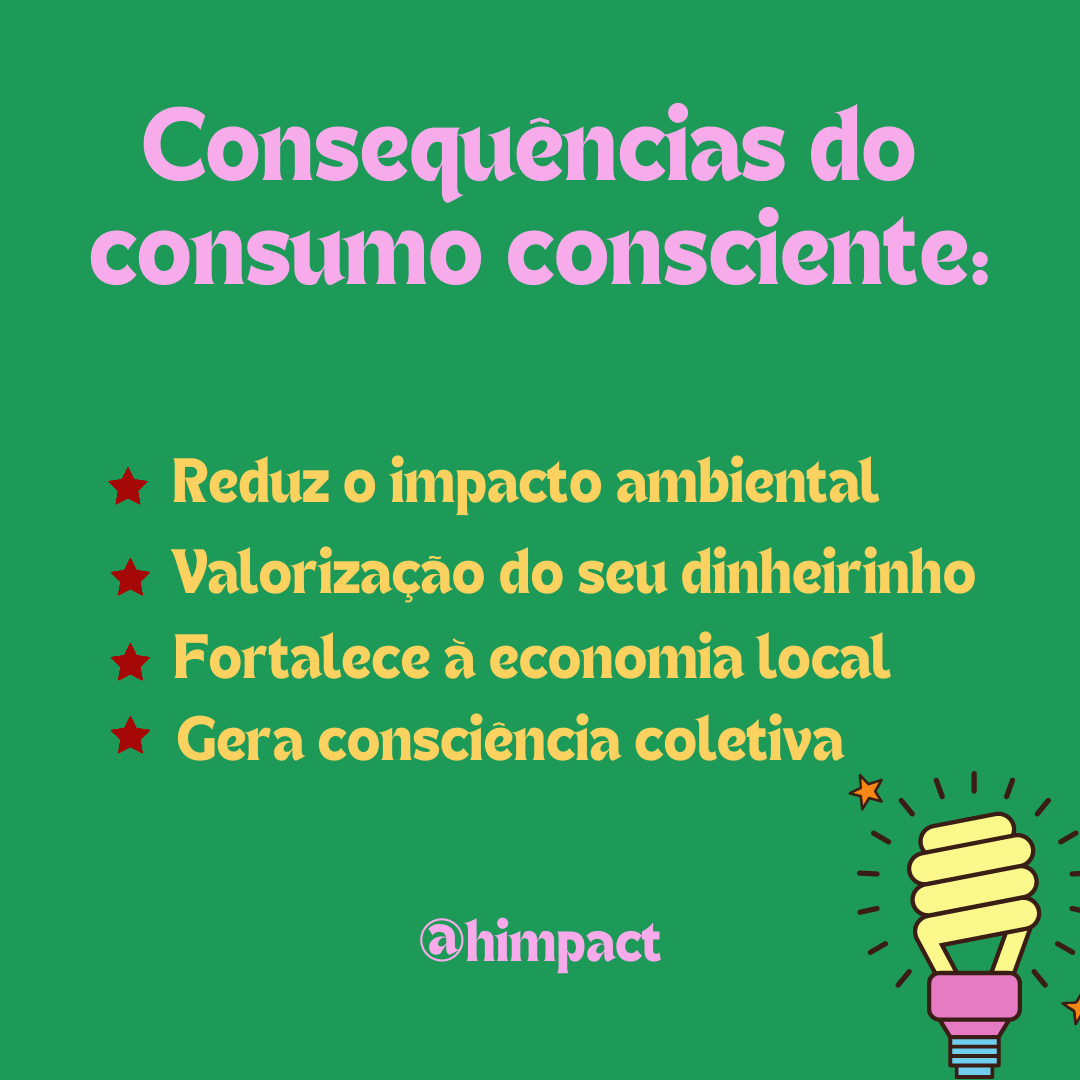 Consequências do
consumo consciente:
Reduz o impacto ambiental
Valorização do seu dinheirinho
Fortalece à economia local
Gera consciência coletiva
@himpact